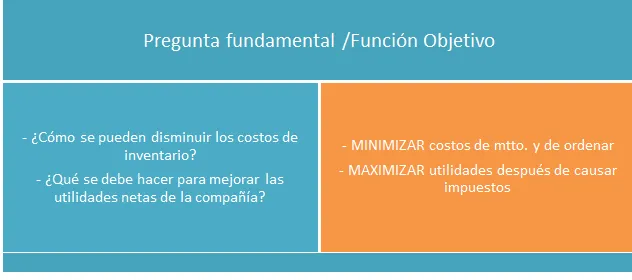 Pregunta fundamental /Función Objetivo
- ¿Cómo se pueden disminuir los costos de
inventario?
- ¿Qué se debe hacer para mejorar las
utilidades netas de la compañía?
- MINIMIZAR costos de mtto. y de ordenar
- MAXIMIZAR utilidades después de causar
impuestos